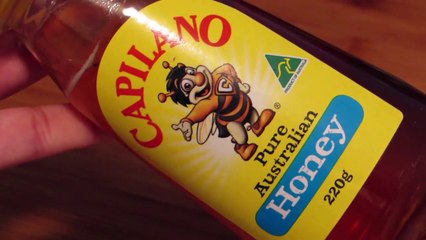 CAPILANO
®
Pure
Australian
Honey
220g